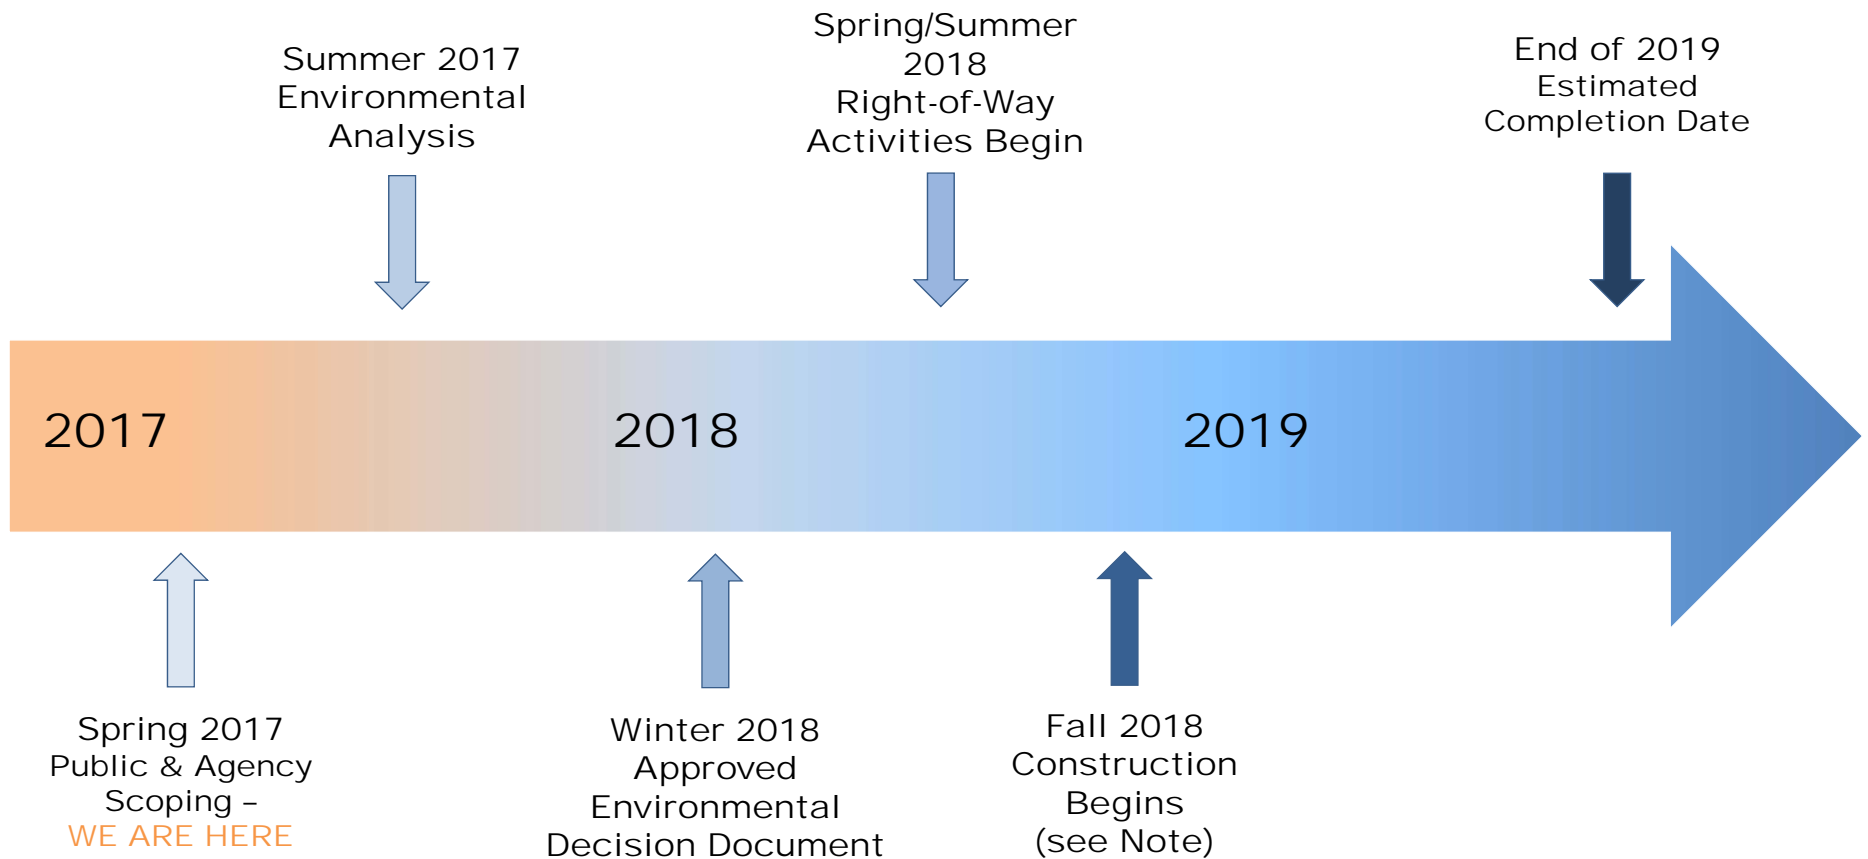 Summer 2017
Environmental
Analysis
Spring/Summer
2018
Right-of-Way
Activities Begin
End of 2019
Estimated
Completion Date
2017
2018
2019
Spring 2017
Public & Agency
Scoping –
WE ARE HERE
Winter 2018
Approved
Environmental
Decision Document
Fall 2018
Construction
Begins
(see Note)